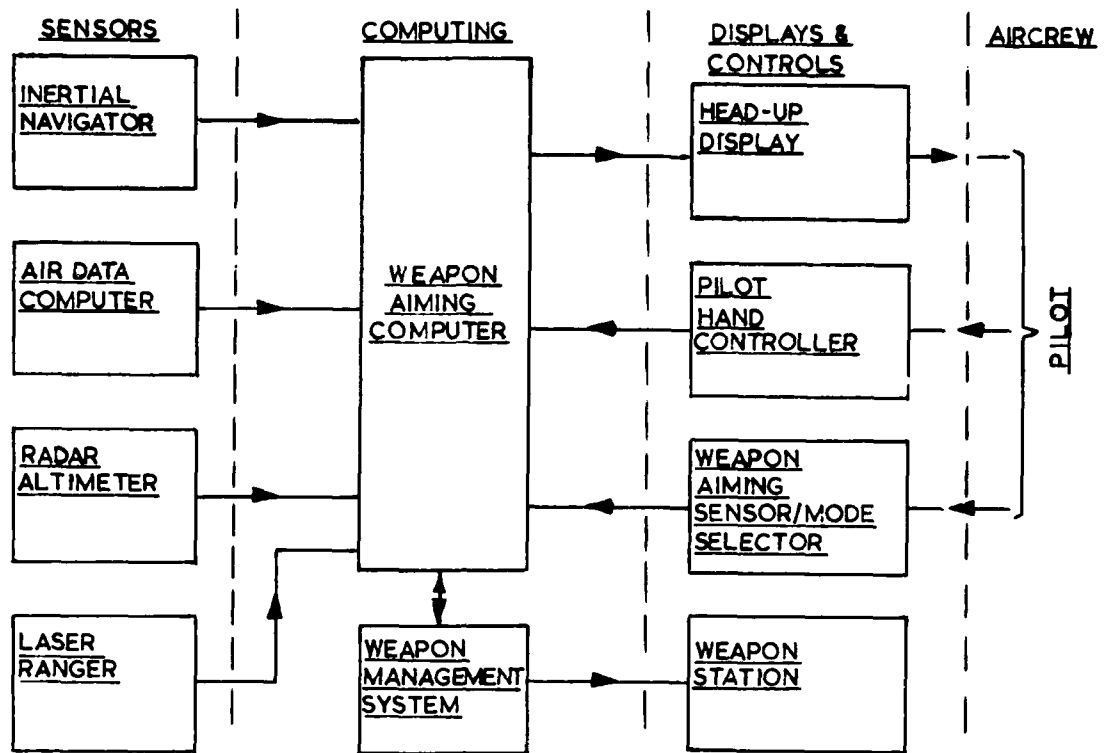 SENSORS
COMPUTING
DISPLAYS &
CONTROLS
AIRCREW
INERTIAL
NAVIGATOR
AIR DATA
COMPUTER
RADAR
ALTIMETER
LASER
RANGER
WEAPON
AIMING
COMPUTER
WEAPON
MANAGEMENT
SYSTEM
HEAD-UP
DISPLAY
PILOT
HAND
CONTROLLER
WEAPON
AIMING
SENSOR/MODE
SELECTOR
WEAPON
STATION
PILOT